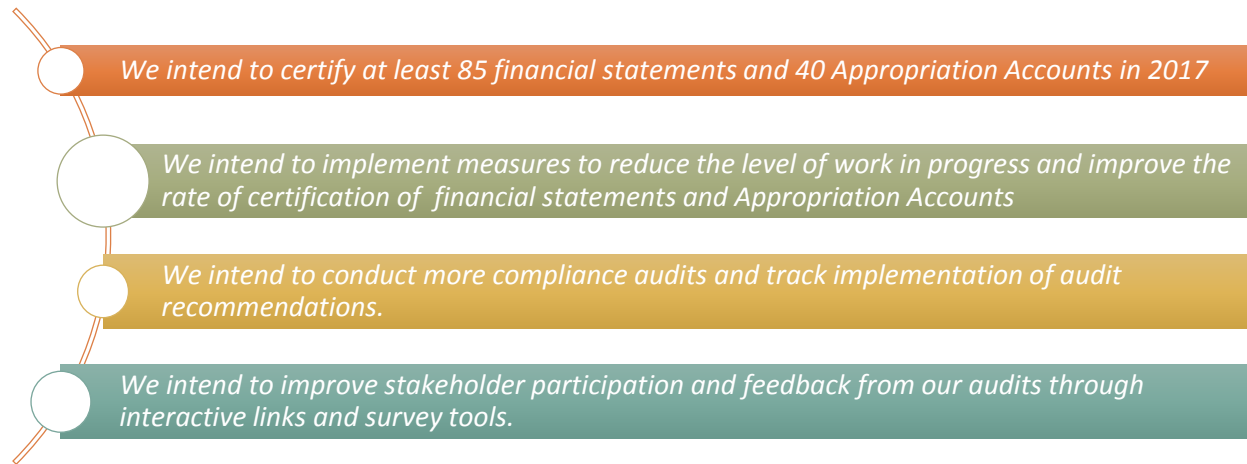 We intend to certify at least 85 financial statements and 40 Appropriation Accounts in 2017
We intend to implement measures to reduce the level of work in progress and improve the
rate of certification of  financial statements and Appropriation Accounts
We intend to conduct more compliance audits and track implementation of audit
recommendations.
We intend to improve stakeholder participation and feedback from our audits through
interactive links and survey tools.